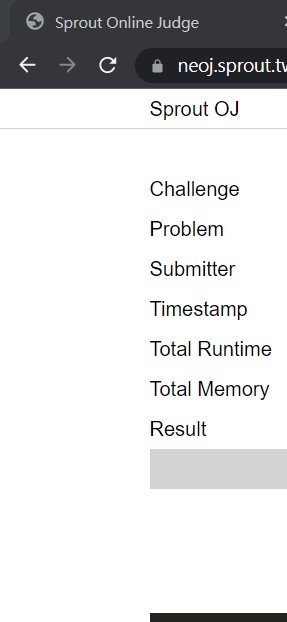 Sprout Online Judge
neoj.sprout.tw
Sprout OJ
Challenge
Problem
Submitter
Timestamp
Total Runtime
Total Memory
Result